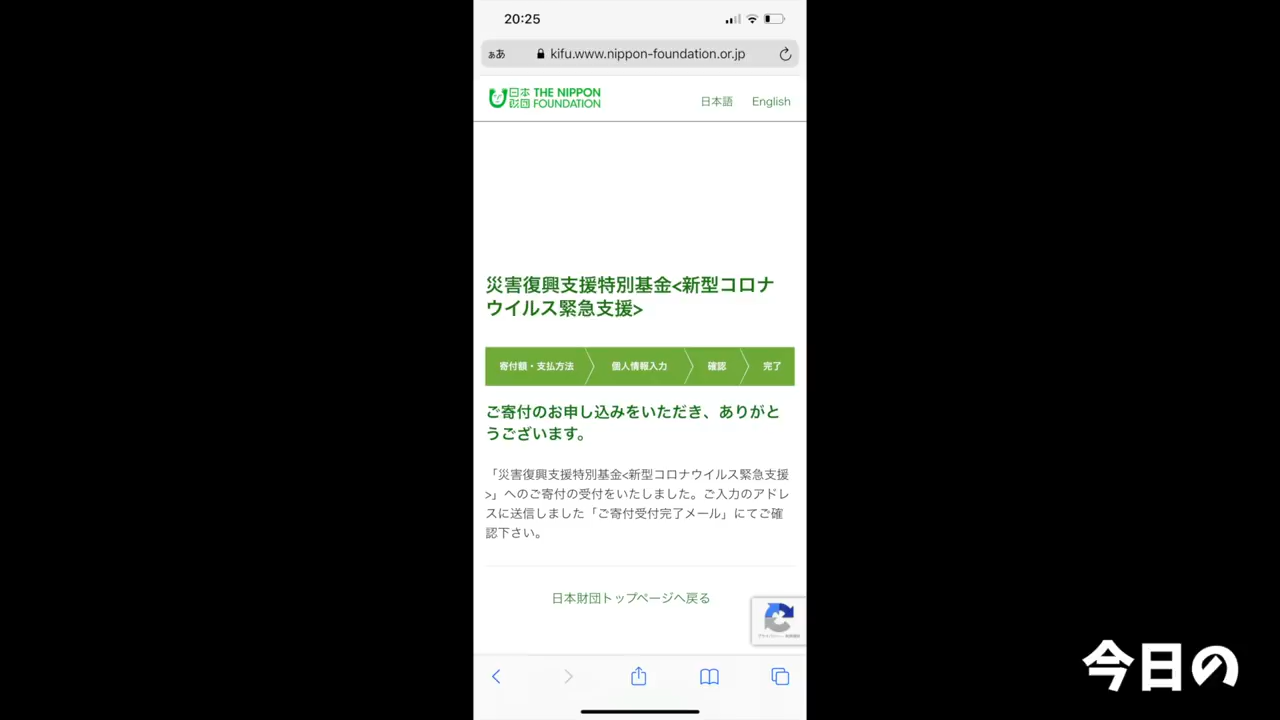 20:25
ぁあ kifu.www.nippon-foundation.or.jp
日本 THE NIPPON
財団 FOUNDATION
日本語 English
災害復興支援特別基金<新型コロナ
ウイルス緊急支援>
寄付額・支払方法 個人情報入力 確認 完了
ご寄付のお申し込みをいただき、ありがと
うございます。
「災害復興支援特別基金<新型コロナウイルス緊急支援
>」へのご寄付の受付をいたしました。ご入力のアドレ
スに送信しました「ご寄付受付完了メール」にてご確
認下さい。
日本財団トップページへ戻る
今日の